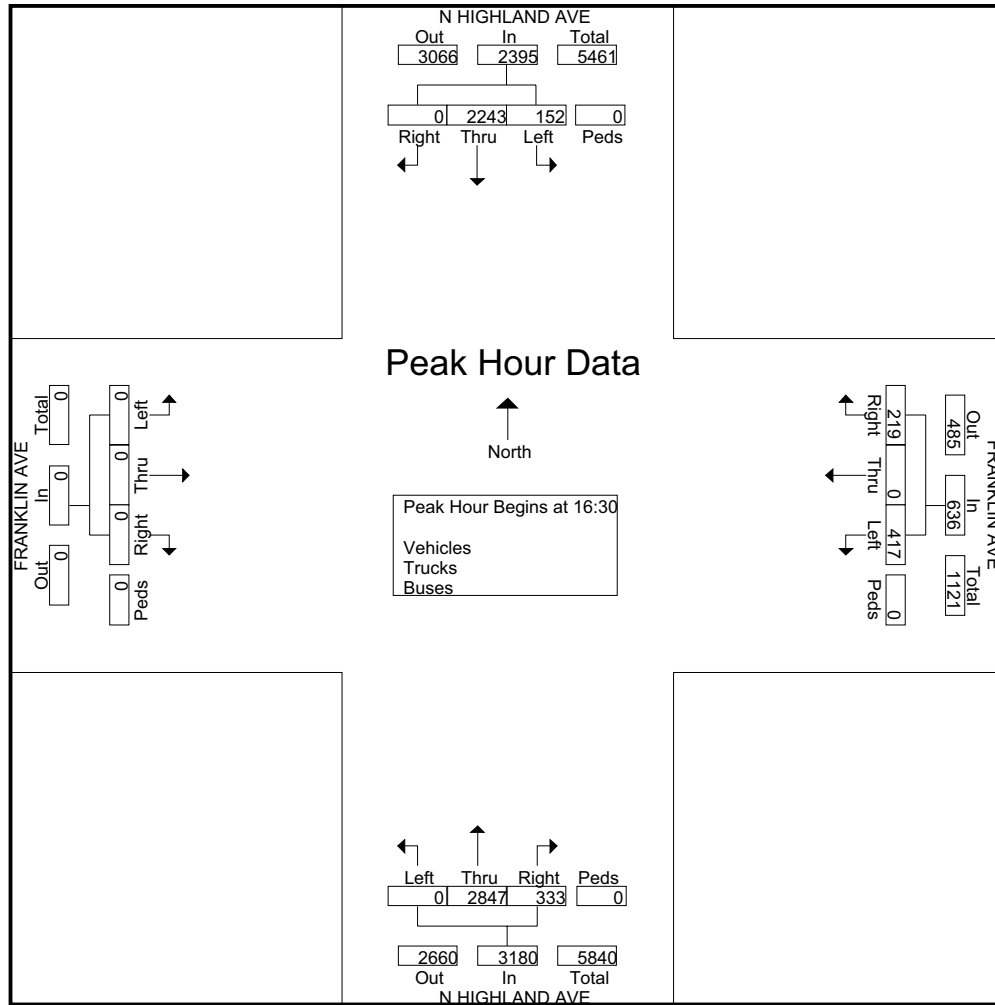 N HIGHLAND AVE
Out In Total
3066 2395 5461
0 2243 152 0
Right Thru Left Peds
Peak Hour Data
North
Peak Hour Begins at 16:30
Vehicles
Trucks
Buses
FRANKLIN AVE
Out In Total
0 0 0
0 0 0 0
Peds Right Thru Left
FRANKLIN AVE
Out In Total
485 636 1121
219 0 417 0
Right Thru Left Peds
Left Thru Right Peds
0 2847 333 0
2660 3180 5840
Out In Total
N HIGHLAND AVE